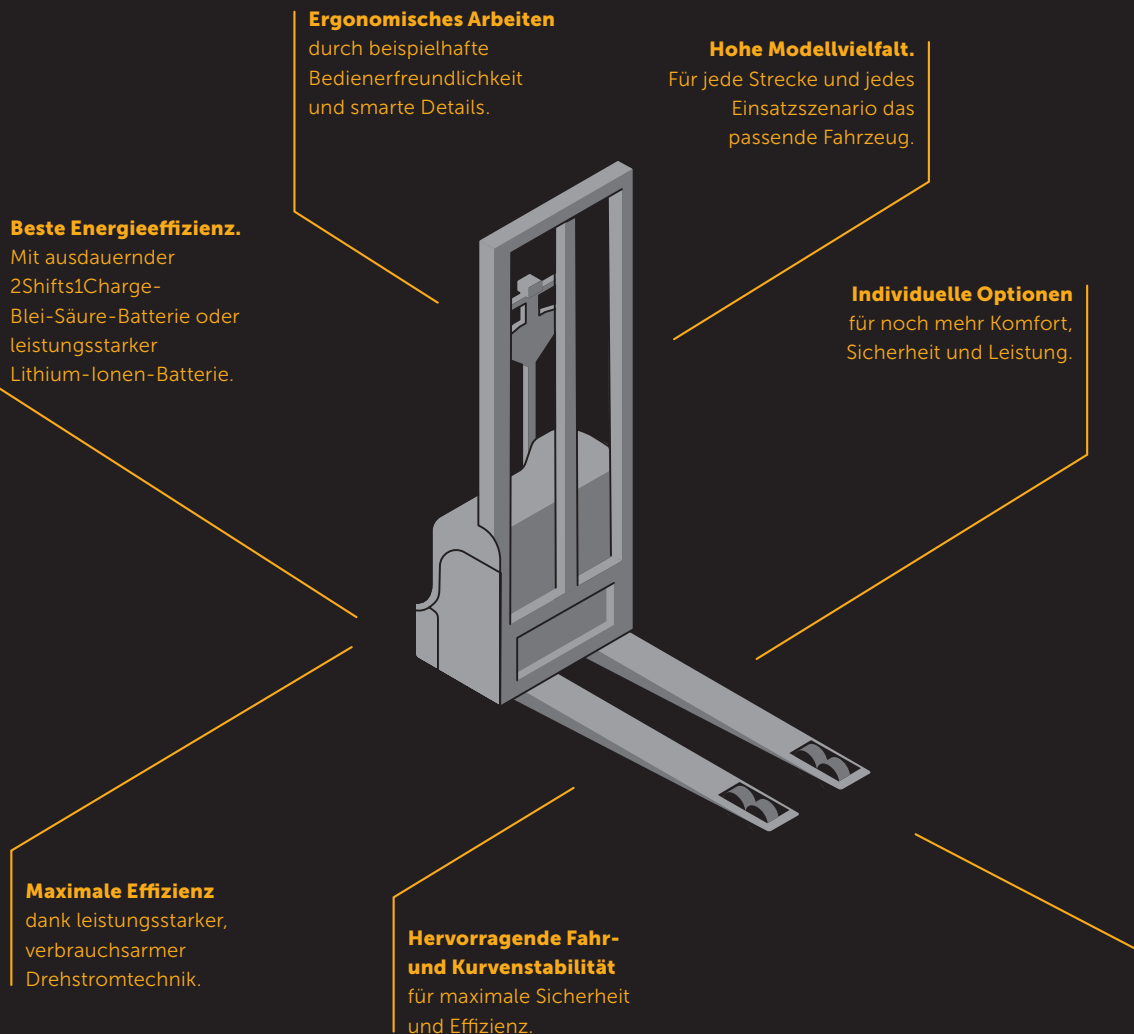 Ergonomisches Arbeiten
durch beispielhafte
Bedienerfreundlichkeit
und smarte Details.
Hohe Modellvielfalt.
Für jede Strecke und jedes
Einsatzszenario das
passende Fahrzeug.
Beste Energieeffizienz.
Mit ausdauernder
2Shifts1Charge-
Blei-Säure-Batterie oder
leistungsstarker
Lithium-Ionen-Batterie.
Individuelle Optionen
für noch mehr Komfort,
Sicherheit und Leistung.
Maximale Effizienz
dank leistungsstarker,
verbrauchsarmer
Drehstromtechnik.
Hervorragende Fahr-
und Kurvenstabilität
für maximale Sicherheit
und Effizienz.